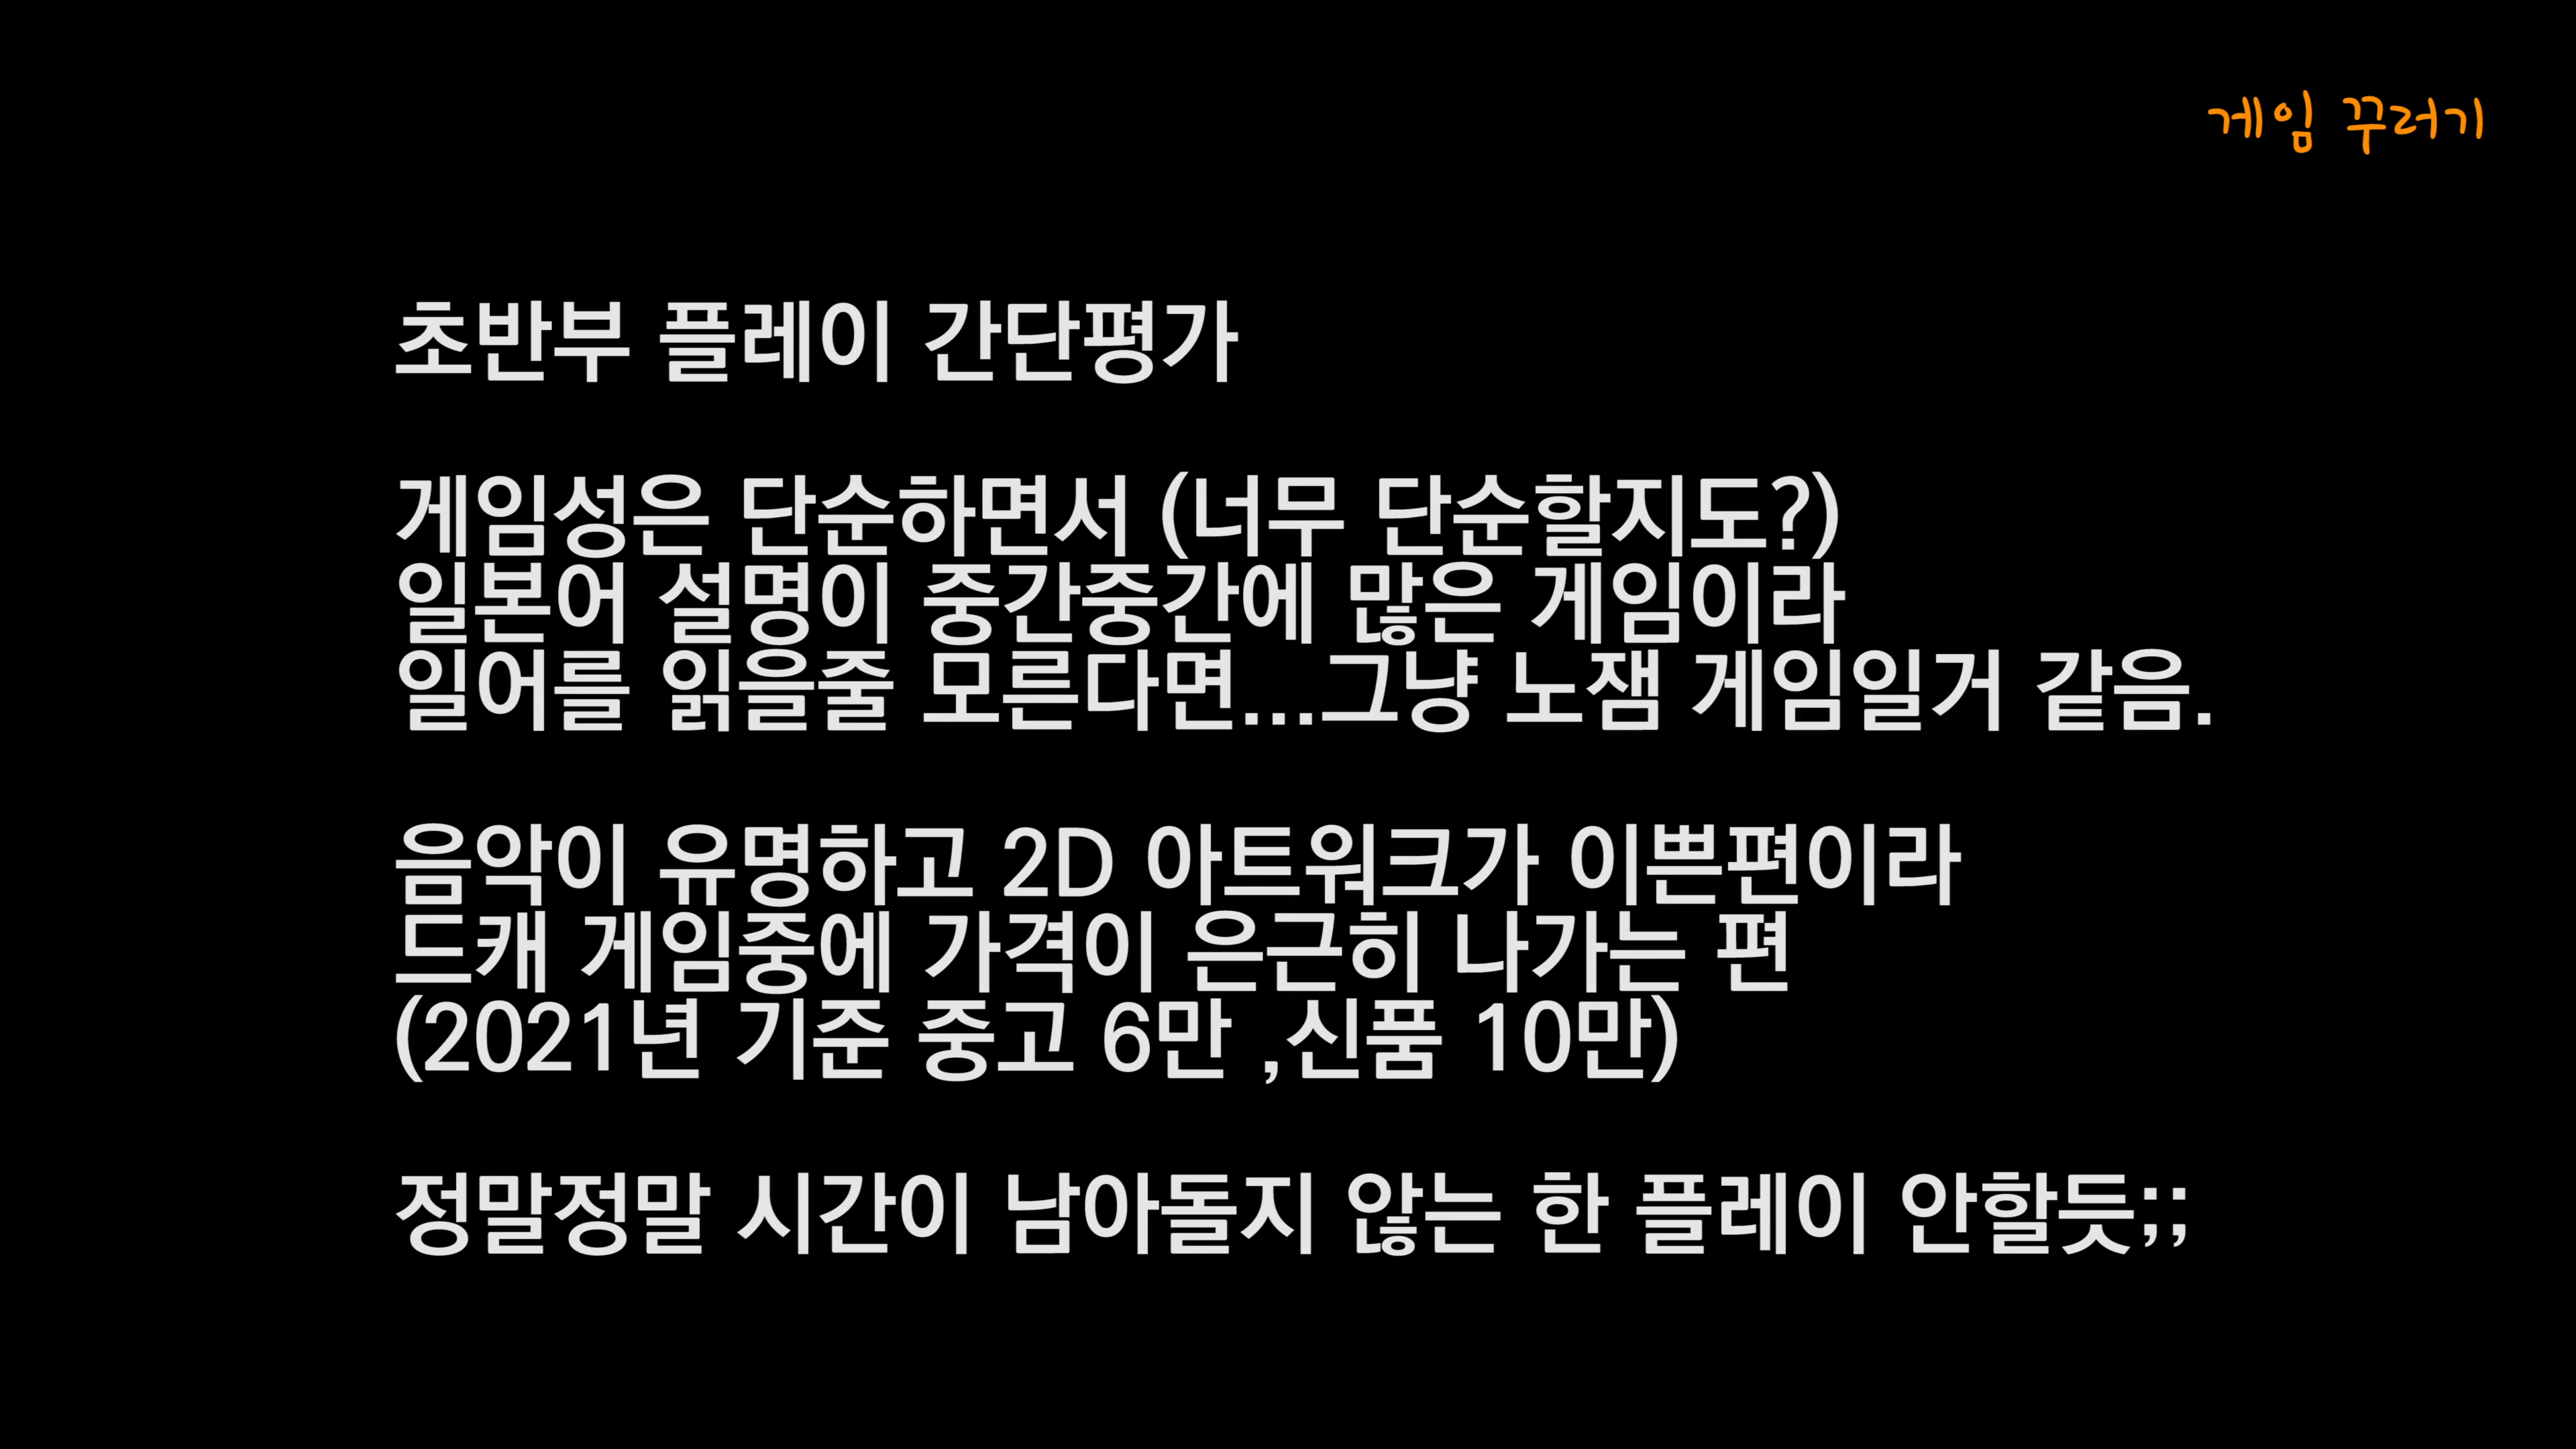 게임 꾸러기
초반부 플레이 간단평가
게임성은 단순하면서 (너무 단순할지도?)
일본어 설명이 중간중간에 많은 게임이라
일어를 읽을줄 모른다면...그냥 노잼 게임일거 같음.
음악이 유명하고 2D 아트워크가 이쁜편이라
드캐 게임중에 가격이 은근히 나가는 편
(2021년 기준 중고 6만 ,신품 10만)
정말정말 시간이 남아돌지 않는 한 플레이 안할듯;;